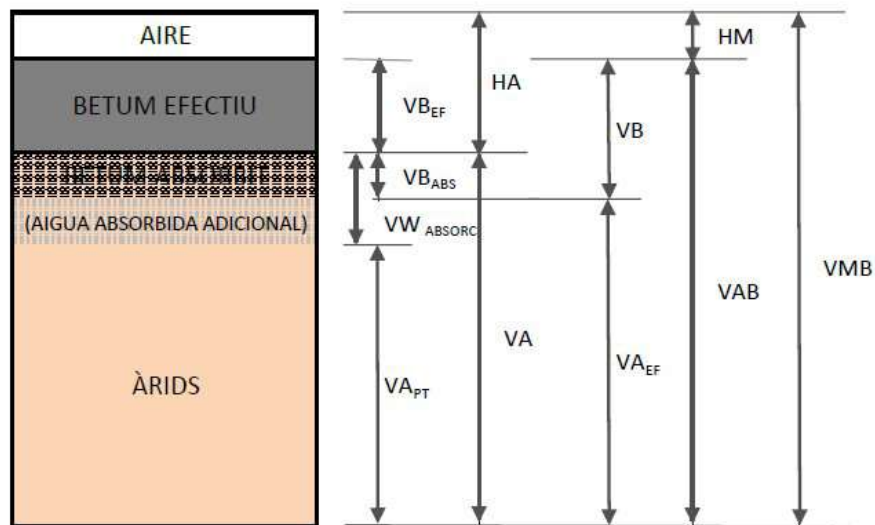 AIRE
HM
HA
BETUM EFECTIU
VB_EF
VB
VB_ABS
(AIGUA ABSORBIDA ADICIONAL)
VW_ABSORC
VMB
VAB
VA
VA_EF
ÀRIDS
VA_PT